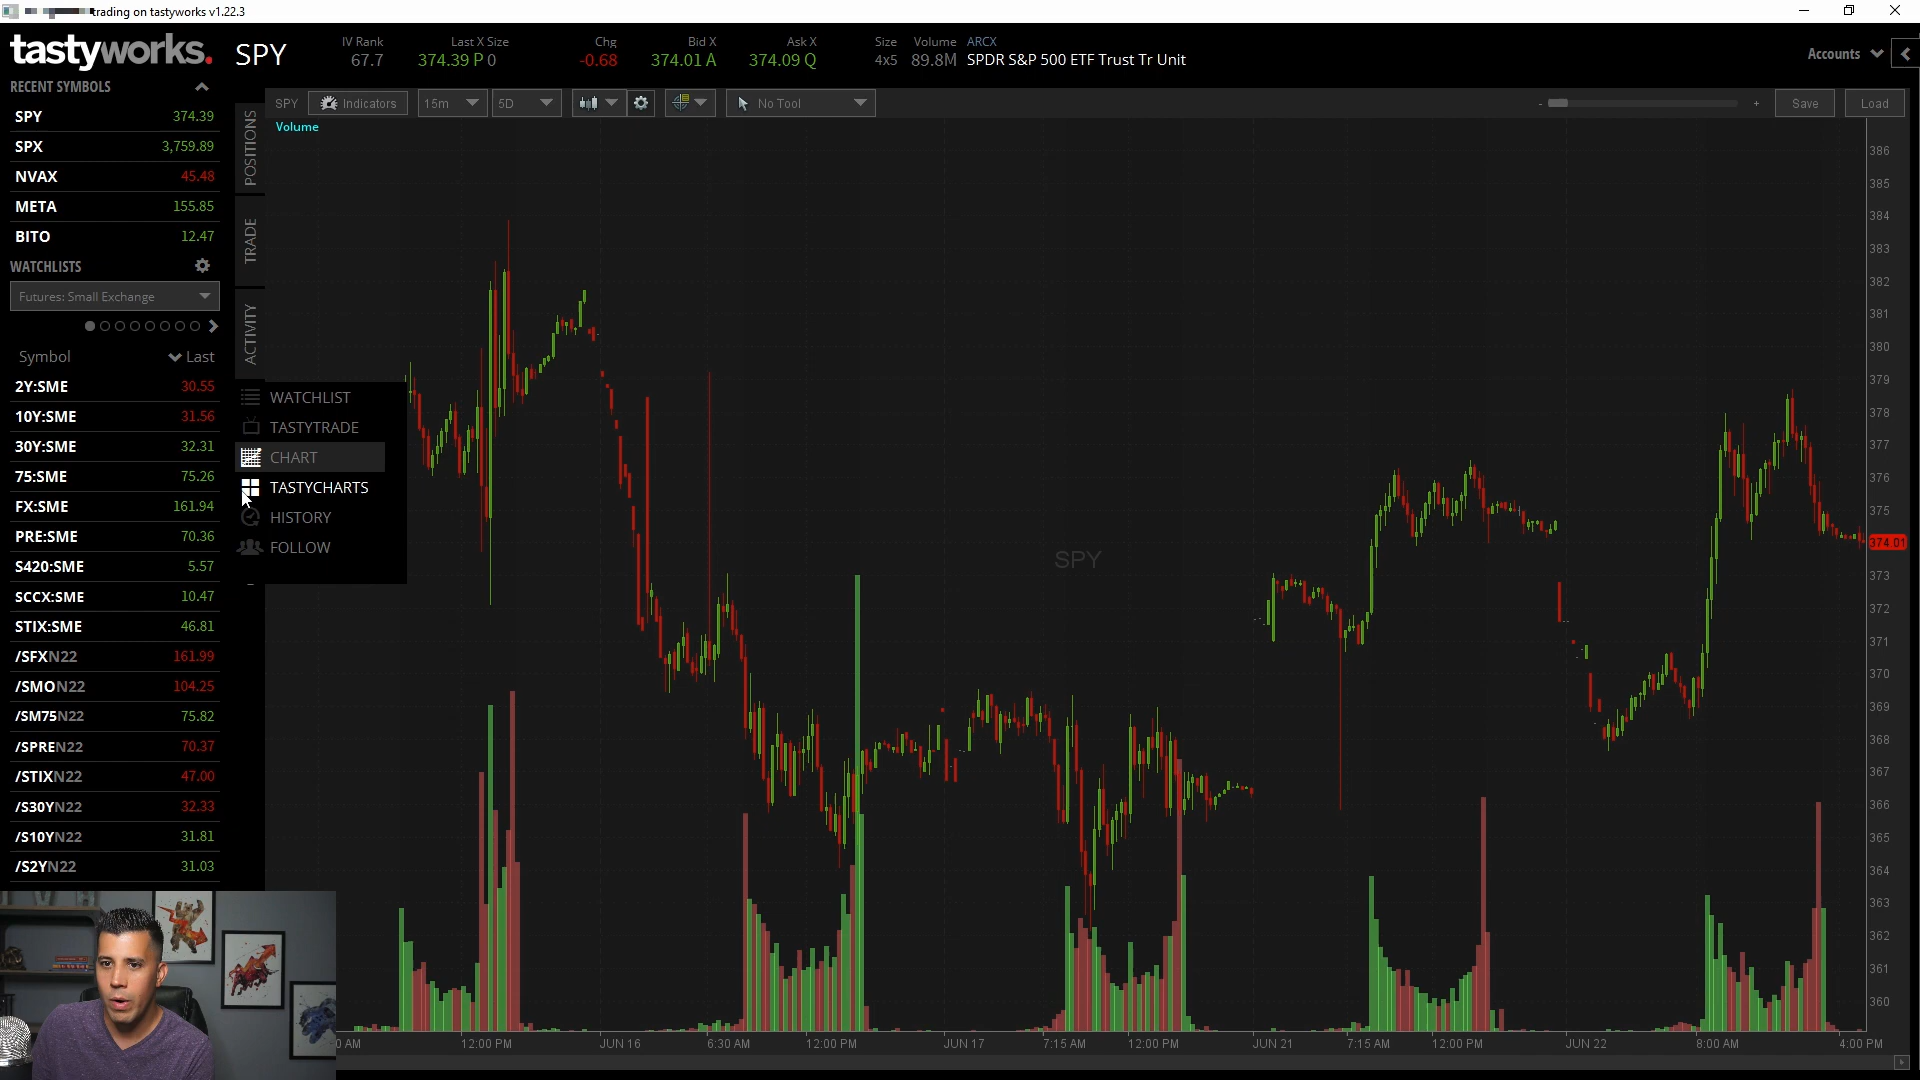 trading on tastyworks v1.22.3
tastyworks.
SPY
IV Rank
67.7
Last X Size
374.39 P 0
Chg
-0.68
Bid X
374.01 A
Ask X
374.09 Q
Size
4x5
Volume
89.8M
ARCX
SPDR S&P 500 ETF Trust Tr Unit
Accounts
RECENT SYMBOLS
SPY 374.39
SPX 3,759.89
NVAX 45.48
META 155.85
BITO 12.47
WATCHLISTS
Futures: Small Exchange
Symbol Last
2Y:SME 30.55
10Y:SME 31.56
30Y:SME 32.31
75:SME 75.26
FX:SME 161.94
PRE:SME 70.36
S420:SME 5.57
SCCX:SME 10.47
STIX:SME 46.81
/SFXN22 161.99
/SMON22 104.25
/SM75N22 75.82
/SPREN22 70.37
/STIXN22 47.00
/S30YN22 32.33
/S10YN22 31.81
/S2YN22 31.03
POSITIONS
TRADE
ACTIVITY
WATCHLIST
TASTYTRADE
CHART
TASTYCHARTS
HISTORY
FOLLOW
SPY Indicators 15m 5D No Tool - + Save Load
Volume
SPY
386
385
384
383
382
381
380
379
378
377
376
375
374.01
373
372
371
370
369
368
367
366
365
364
363
362
361
360
0 AM 12:00 PM JUN 16 6:30 AM 12:00 PM JUN 17 7:15 AM 12:00 PM JUN 21 7:15 AM 12:00 PM JUN 22 8:00 AM 4:00 PM